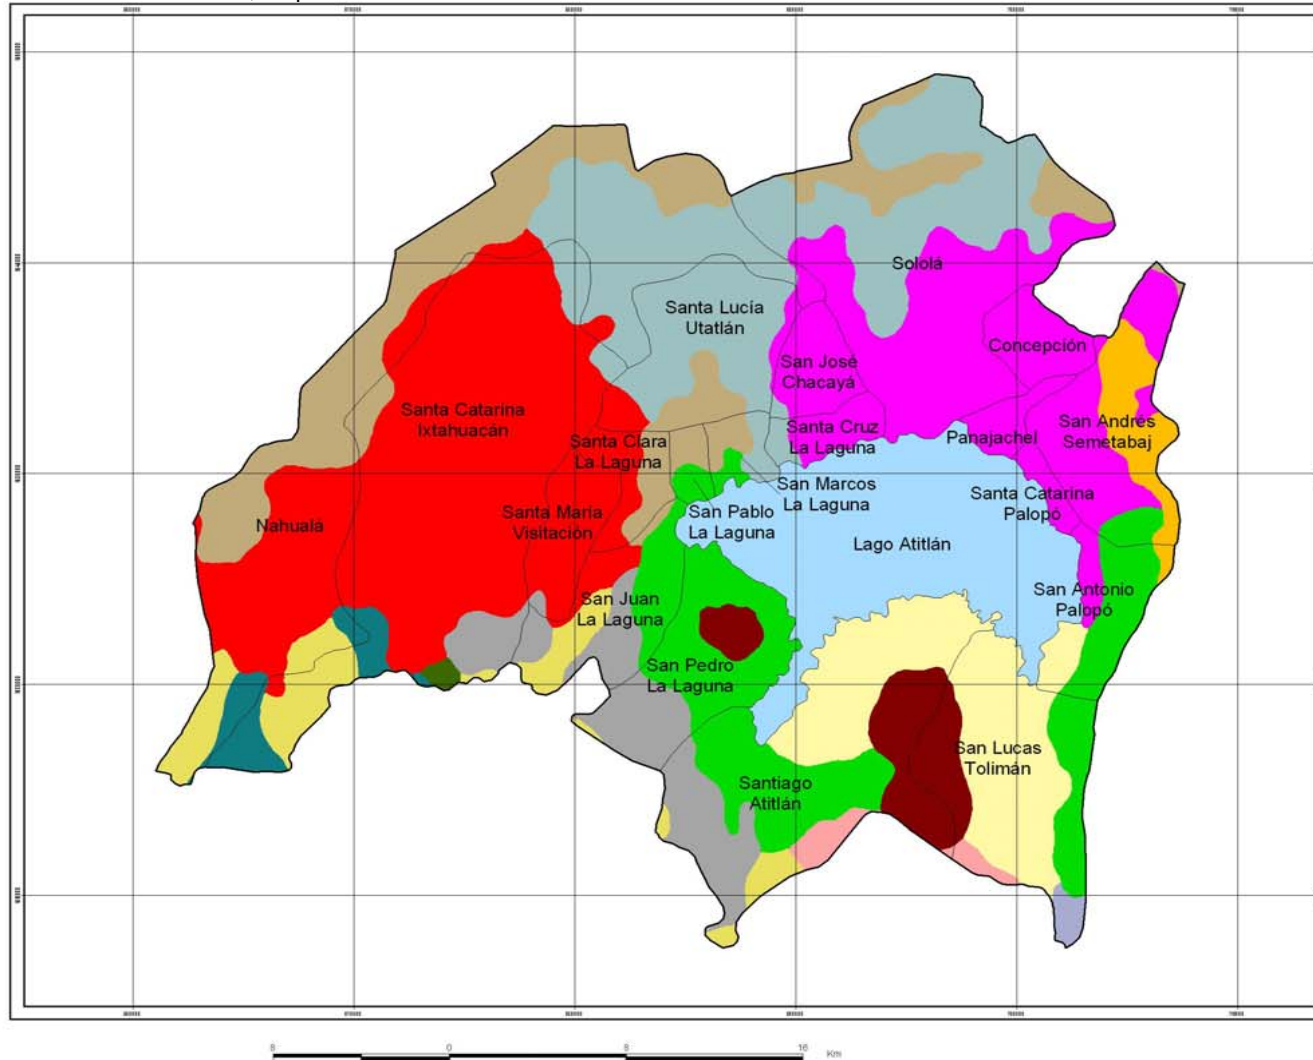 Sololá
Santa Lucía
Utatlán
Concepción
San José
Chacayá
Santa Catarina
Ixtahuacán
San Andrés
Semetabaj
Santa Cruz
La Laguna
Panajachel
Santa Clara
La Laguna
San Marcos
La Laguna
Santa Catarina
Palopó
Santa María
Visitación
San Pablo
La Laguna
Nahualá
Lago Atitlán
San Antonio
Palopó
San Juan
La Laguna
San Pedro
La Laguna
San Lucas
Tolimán
Santiago
Atitlán
8 0 8 16 Km